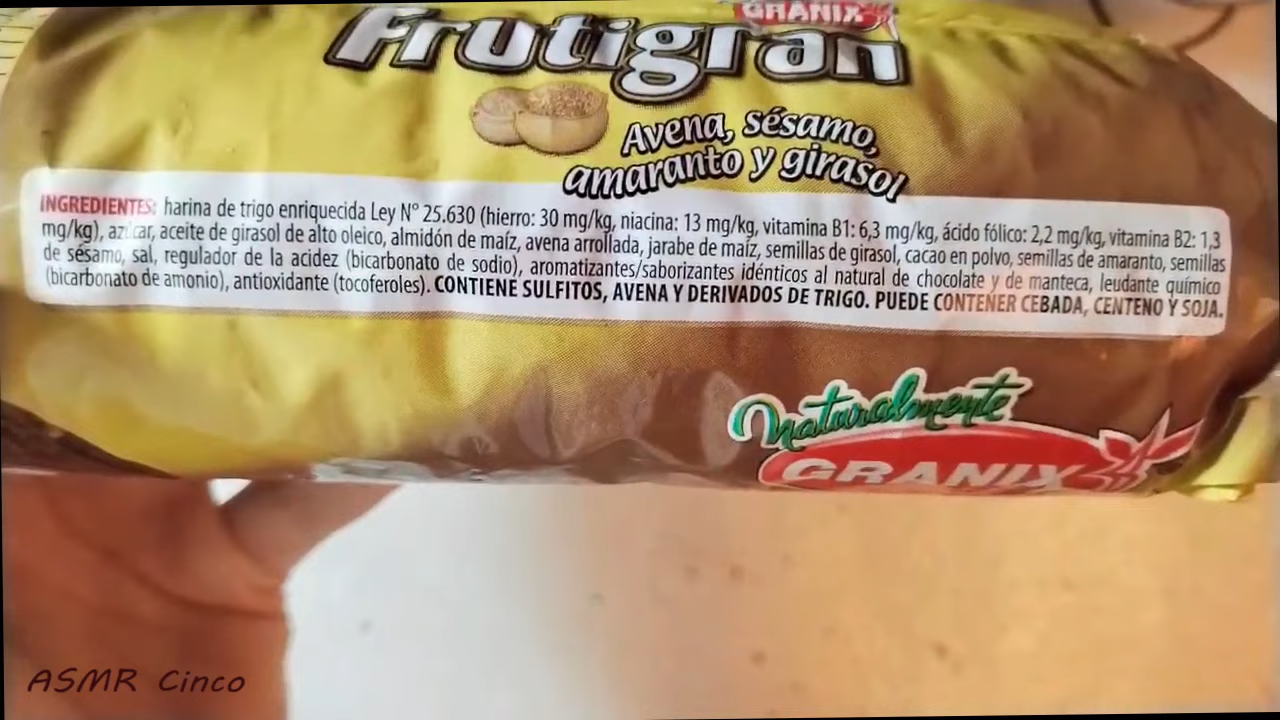 GRANIX
Frutigran
Avena, sésamo,
amaranto y girasol
INGREDIENTES: harina de trigo enriquecida Ley N° 25.630 (hierro: 30 mg/kg, niacina: 13 mg/kg, vitamina B1: 6,3 mg/kg, ácido fólico: 2,2 mg/kg, vitamina B2: 1,3
mg/kg), azúcar, aceite de girasol de alto oleico, almidón de maíz, avena arrollada, jarabe de maíz, semillas de girasol, cacao en polvo, semillas de amaranto, semillas
de sésamo, sal, regulador de la acidez (bicarbonato de sodio), aromatizantes/saborizantes idénticos al natural de chocolate y de manteca, leudante químico
(bicarbonato de amonio), antioxidante (tocoferoles). CONTIENE SULFITOS, AVENA Y DERIVADOS DE TRIGO. PUEDE CONTENER CEBADA, CENTENO Y SOJA.
Naturalmente
GRANIX
ASMR Cinco